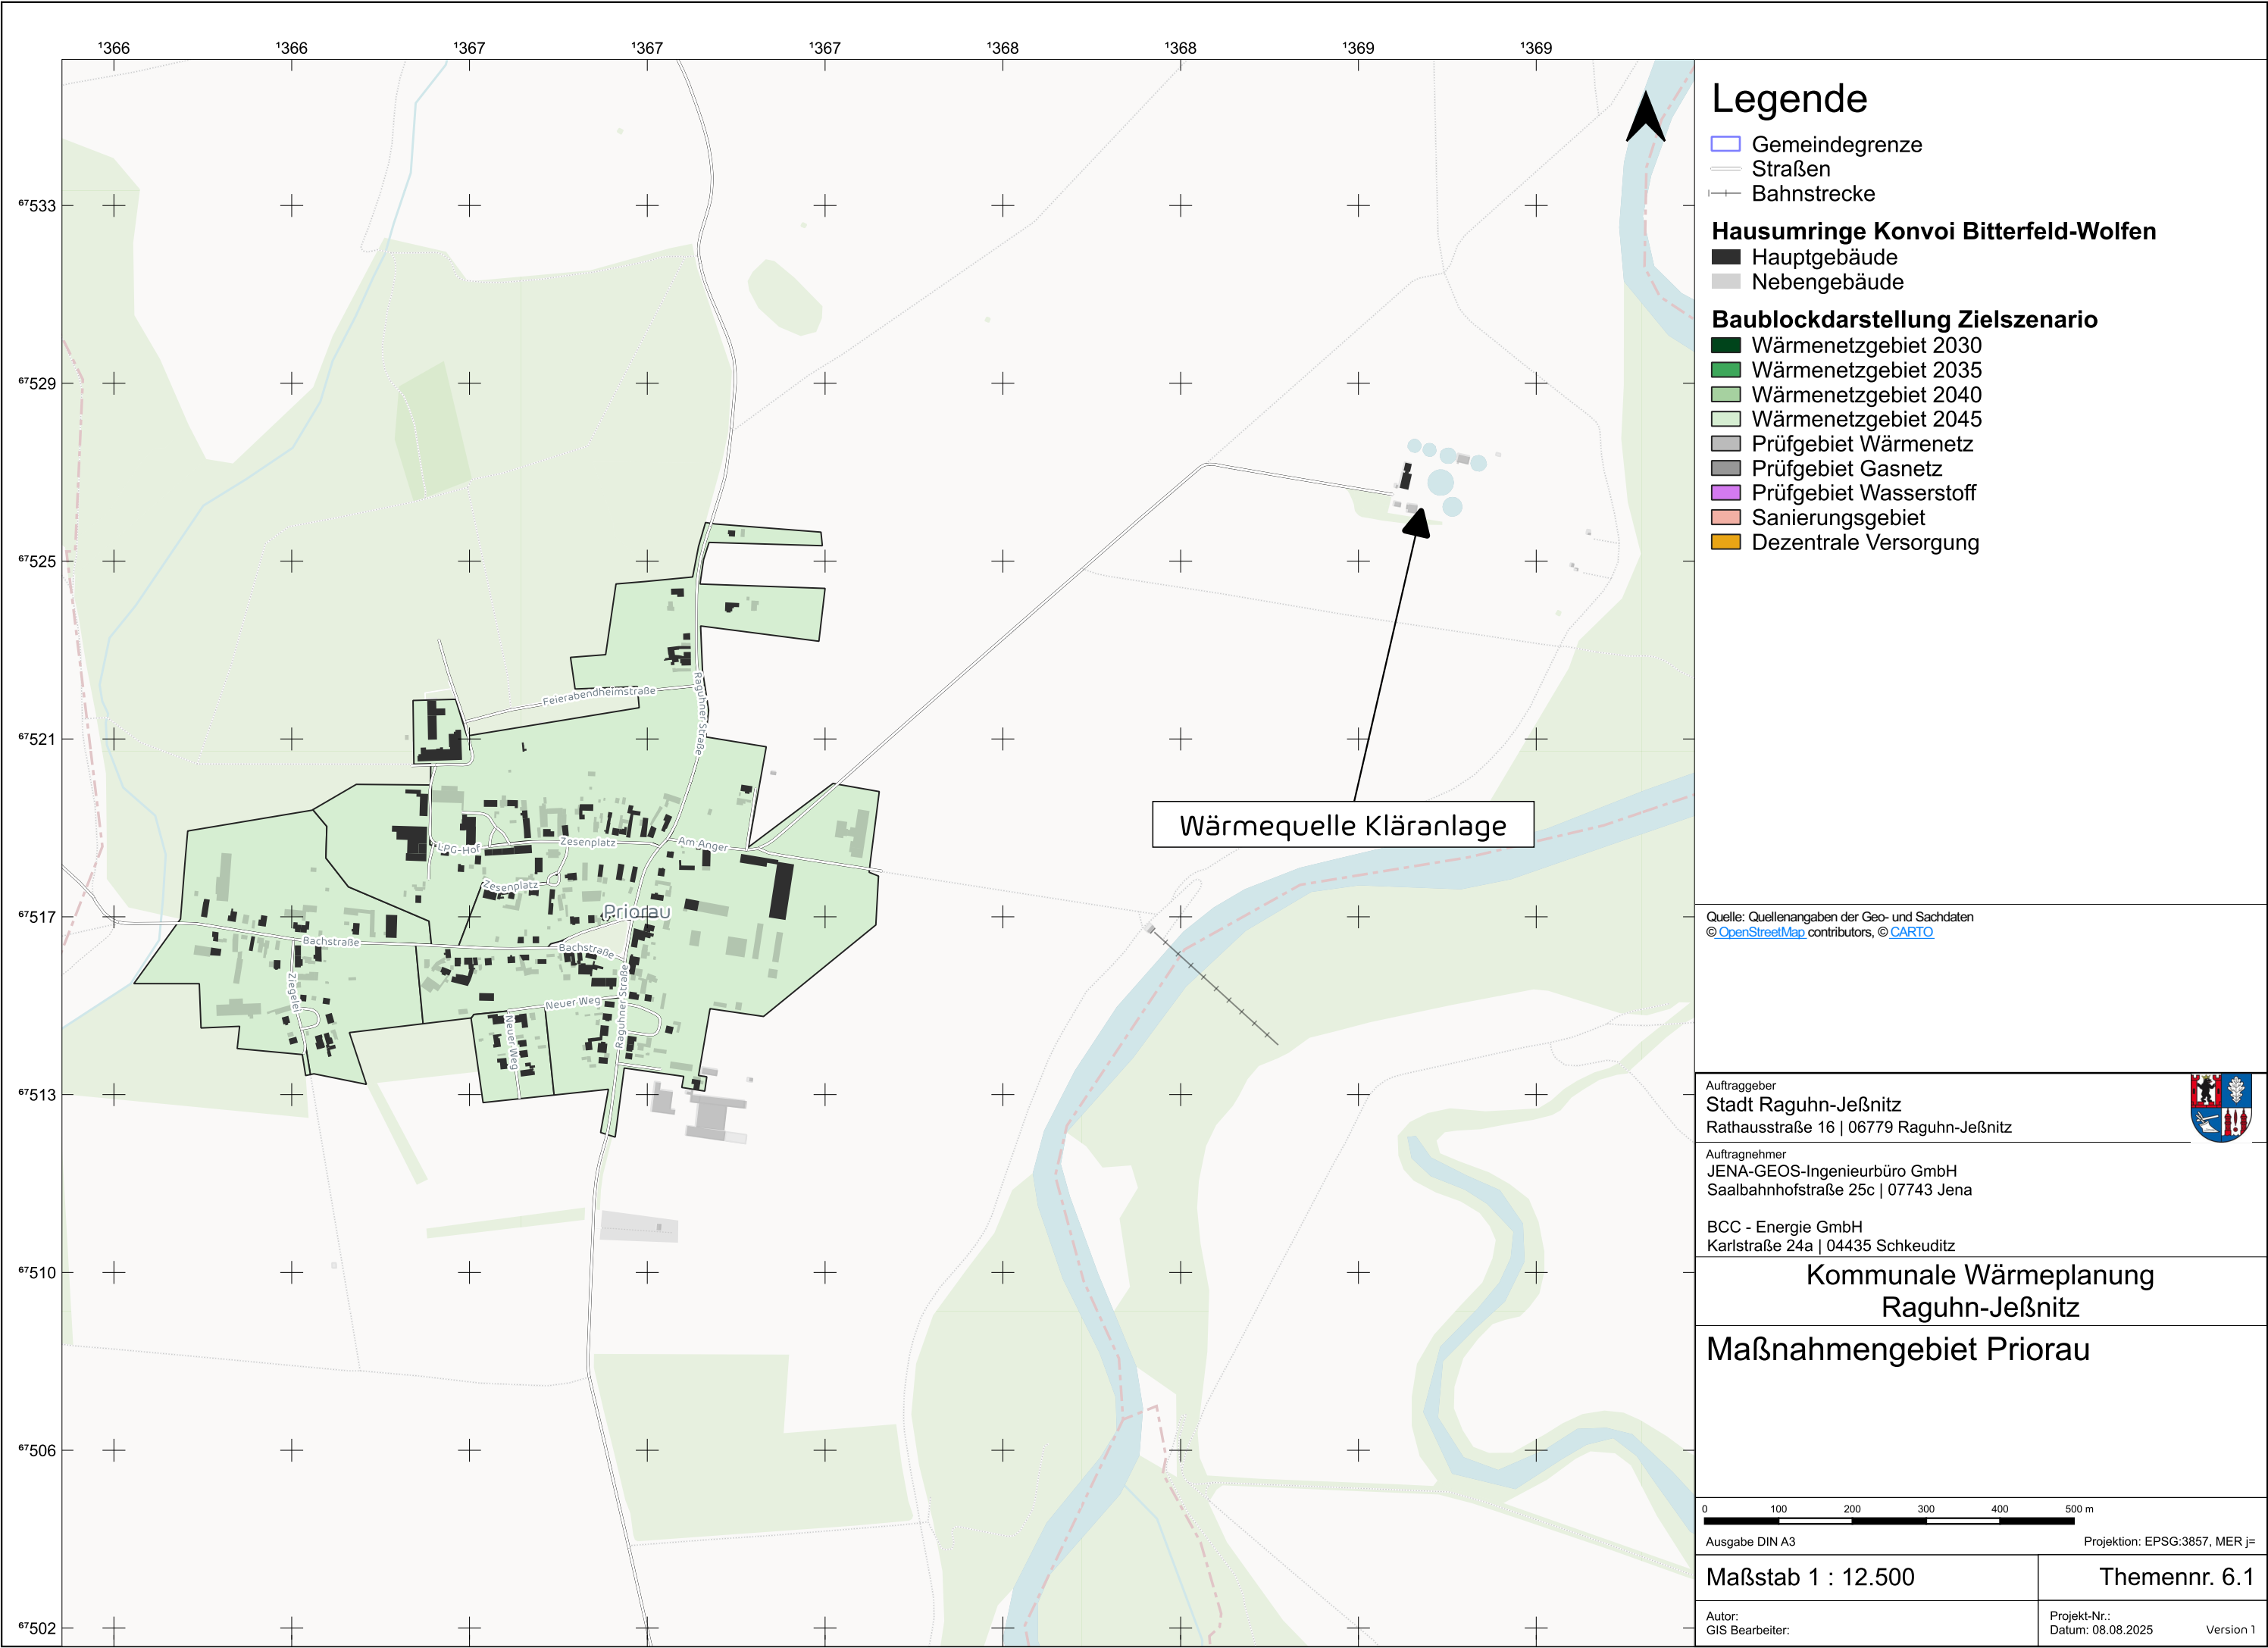 ¹366 ¹366 ¹367 ¹367 ¹367 ¹368 ¹368 ¹369 ¹369
⁶⁷533
⁶⁷529
⁶⁷525
⁶⁷521
⁶⁷517
⁶⁷513
⁶⁷510
⁶⁷506
⁶⁷502
Feierabendheimstraße
Raguhner Straße
LPG-Hof
Zesenplatz
Am Anger
Zesenplatz
Priorau
Bachstraße
Bachstraße
Ziegelei
Neuer Weg
Neuer Weg
Raguhner Straße
Wärmequelle Kläranlage
Legende
Gemeindegrenze
Straßen
Bahnstrecke
Hausumringe Konvoi Bitterfeld-Wolfen
Hauptgebäude
Nebengebäude
Baublockdarstellung Zielszenario
Wärmenetzgebiet 2030
Wärmenetzgebiet 2035
Wärmenetzgebiet 2040
Wärmenetzgebiet 2045
Prüfgebiet Wärmenetz
Prüfgebiet Gasnetz
Prüfgebiet Wasserstoff
Sanierungsgebiet
Dezentrale Versorgung
Quelle: Quellenangaben der Geo- und Sachdaten
© OpenStreetMap contributors, © CARTO
Auftraggeber
Stadt Raguhn-Jeßnitz
Rathausstraße 16 | 06779 Raguhn-Jeßnitz
Auftragnehmer
JENA-GEOS-Ingenieurbüro GmbH
Saalbahnhofstraße 25c | 07743 Jena
BCC - Energie GmbH
Karlstraße 24a | 04435 Schkeuditz
Kommunale Wärmeplanung
Raguhn-Jeßnitz
Maßnahmengebiet Priorau
0 100 200 300 400 500 m
Ausgabe DIN A3 Projektion: EPSG:3857, MER j=
Maßstab 1 : 12.500 Themennr. 6.1
Autor: Projekt-Nr.:
GIS Bearbeiter: Datum: 08.08.2025 Version 1